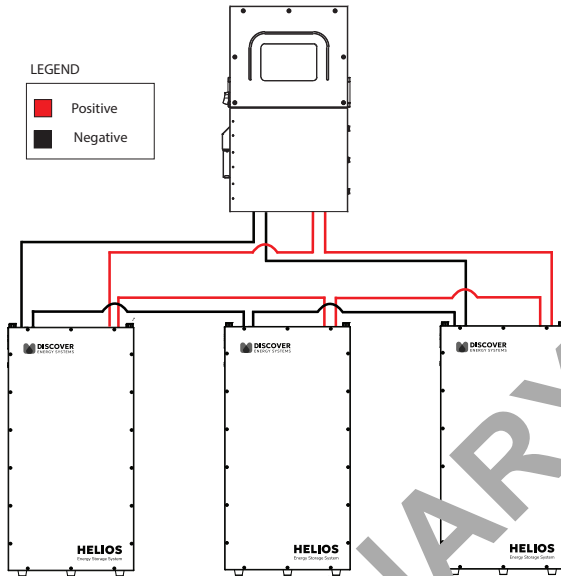 LEGEND
Positive
Negative
DISCOVER
ENERGY SYSTEMS
DISCOVER
ENERGY SYSTEMS
DISCOVER
ENERGY SYSTEMS
HELIOS
Energy Storage System
HELIOS
Energy Storage System
HELIOS
Energy Storage System
NARY